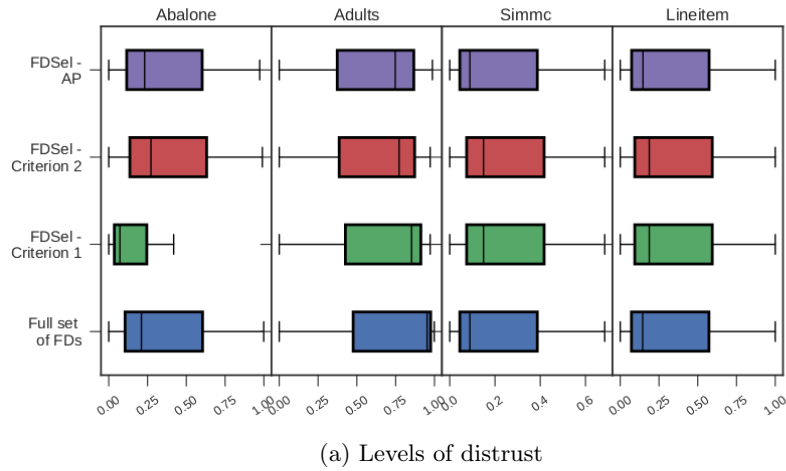 Abalone Adults Simmc Lineitem
FDSel -
AP
FDSel -
Criterion 2
FDSel -
Criterion 1
Full set
of FDs
0.00 0.25 0.50 0.75 1.00 0.00 0.25 0.50 0.75 1.00 0.0 0.2 0.4 0.6 0.00 0.25 0.50 0.75 1.00
(a) Levels of distrust